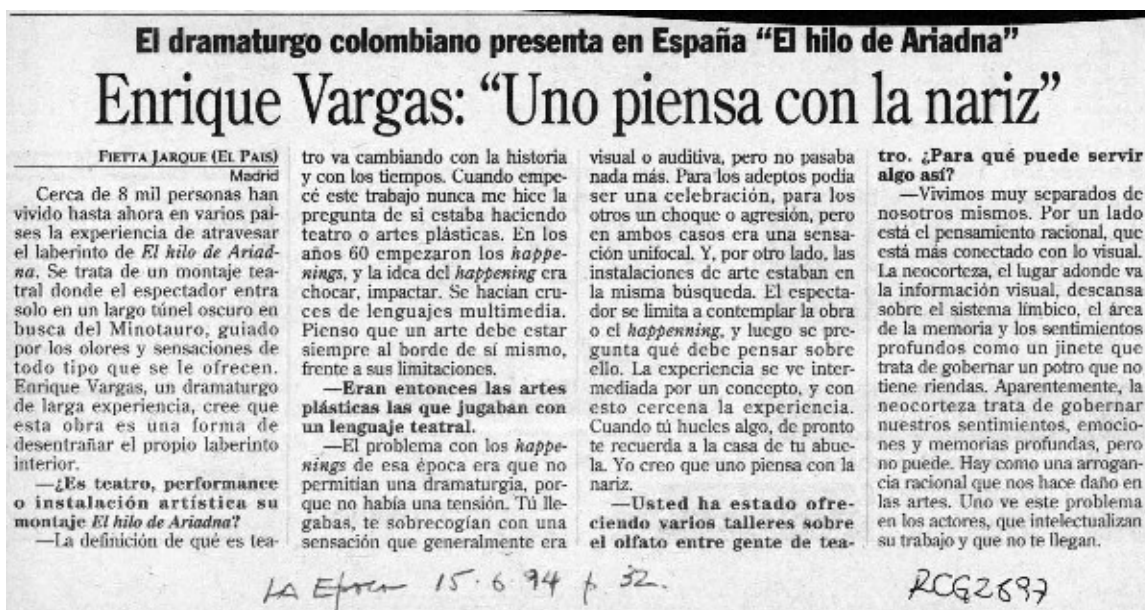 El dramaturgo colombiano presenta en España “El hilo de Ariadna”
Enrique Vargas: “Uno piensa con la nariz”
FIETTA JARQUE (EL PAIS)
Madrid
Cerca de 8 mil personas han
vivido hasta ahora en varios paí-
ses la experiencia de atravesar
el laberinto de El hilo de Ariad-
na. Se trata de un montaje tea-
tral donde el espectador entra
solo en un largo túnel oscuro en
busca del Minotauro, guiado
por los olores y sensaciones de
todo tipo que se le ofrecen.
Enrique Vargas, un dramaturgo
de larga experiencia, cree que
esta obra es una forma de
desentrañar el propio laberinto
interior.
—¿Es teatro, performance
o instalación artística su
montaje El hilo de Ariadna?
—La definición de qué es tea-
tro va cambiando con la historia
y con los tiempos. Cuando empe-
cé este trabajo nunca me hice la
pregunta de si estaba haciendo
teatro o artes plásticas. En los
años 60 empezaron los happe-
nings, y la idea del happening era
chocar, impactar. Se hacían cru-
ces de lenguajes multimedia.
Pienso que un arte debe estar
siempre al borde de sí mismo,
frente a sus limitaciones.
—Eran entonces las artes
plásticas las que jugaban con
un lenguaje teatral.
—El problema con los happe-
nings de esa época era que no
permitían una dramaturgia, por-
que no había una tensión. Tú lle-
gabas, te sobrecogían con una
sensación que generalmente era
visual o auditiva, pero no pasaba
nada más. Para los adeptos podía
ser una celebración, para los
otros un choque o agresión, pero
en ambos casos era una sensa-
ción unifocal. Y, por otro lado, las
instalaciones de arte estaban en
la misma búsqueda. El especta-
dor se limita a contemplar la obra
o el happenning, y luego se pre-
gunta qué debe pensar sobre
ello. La experiencia se ve inter-
mediada por un concepto, y con
esto cercena la experiencia.
Cuando tú hueles algo, de pronto
te recuerda a la casa de tu abue-
la. Yo creo que uno piensa con la
nariz.
—Usted ha estado ofre-
ciendo varios talleres sobre
el olfato entre gente de tea-
tro. ¿Para qué puede servir
algo así?
—Vivimos muy separados de
nosotros mismos. Por un lado
está el pensamiento racional, que
está más conectado con lo visual.
La neocorteza, el lugar adonde va
la información visual, descansa
sobre el sistema límbico, el área
de la memoria y los sentimientos
profundos como un jinete que
trata de gobernar un potro que no
tiene riendas. Aparentemente, la
neocorteza trata de gobernar
nuestros sentimientos, emocio-
nes y memorias profundas, pero
no puede. Hay como una arrogan-
cia racional que nos hace daño en
las artes. Uno ve este problema
en los actores, que intelectualizan
su trabajo y que no te llegan.
LA Epoca 15.6.94 p. 32.
RCG2697